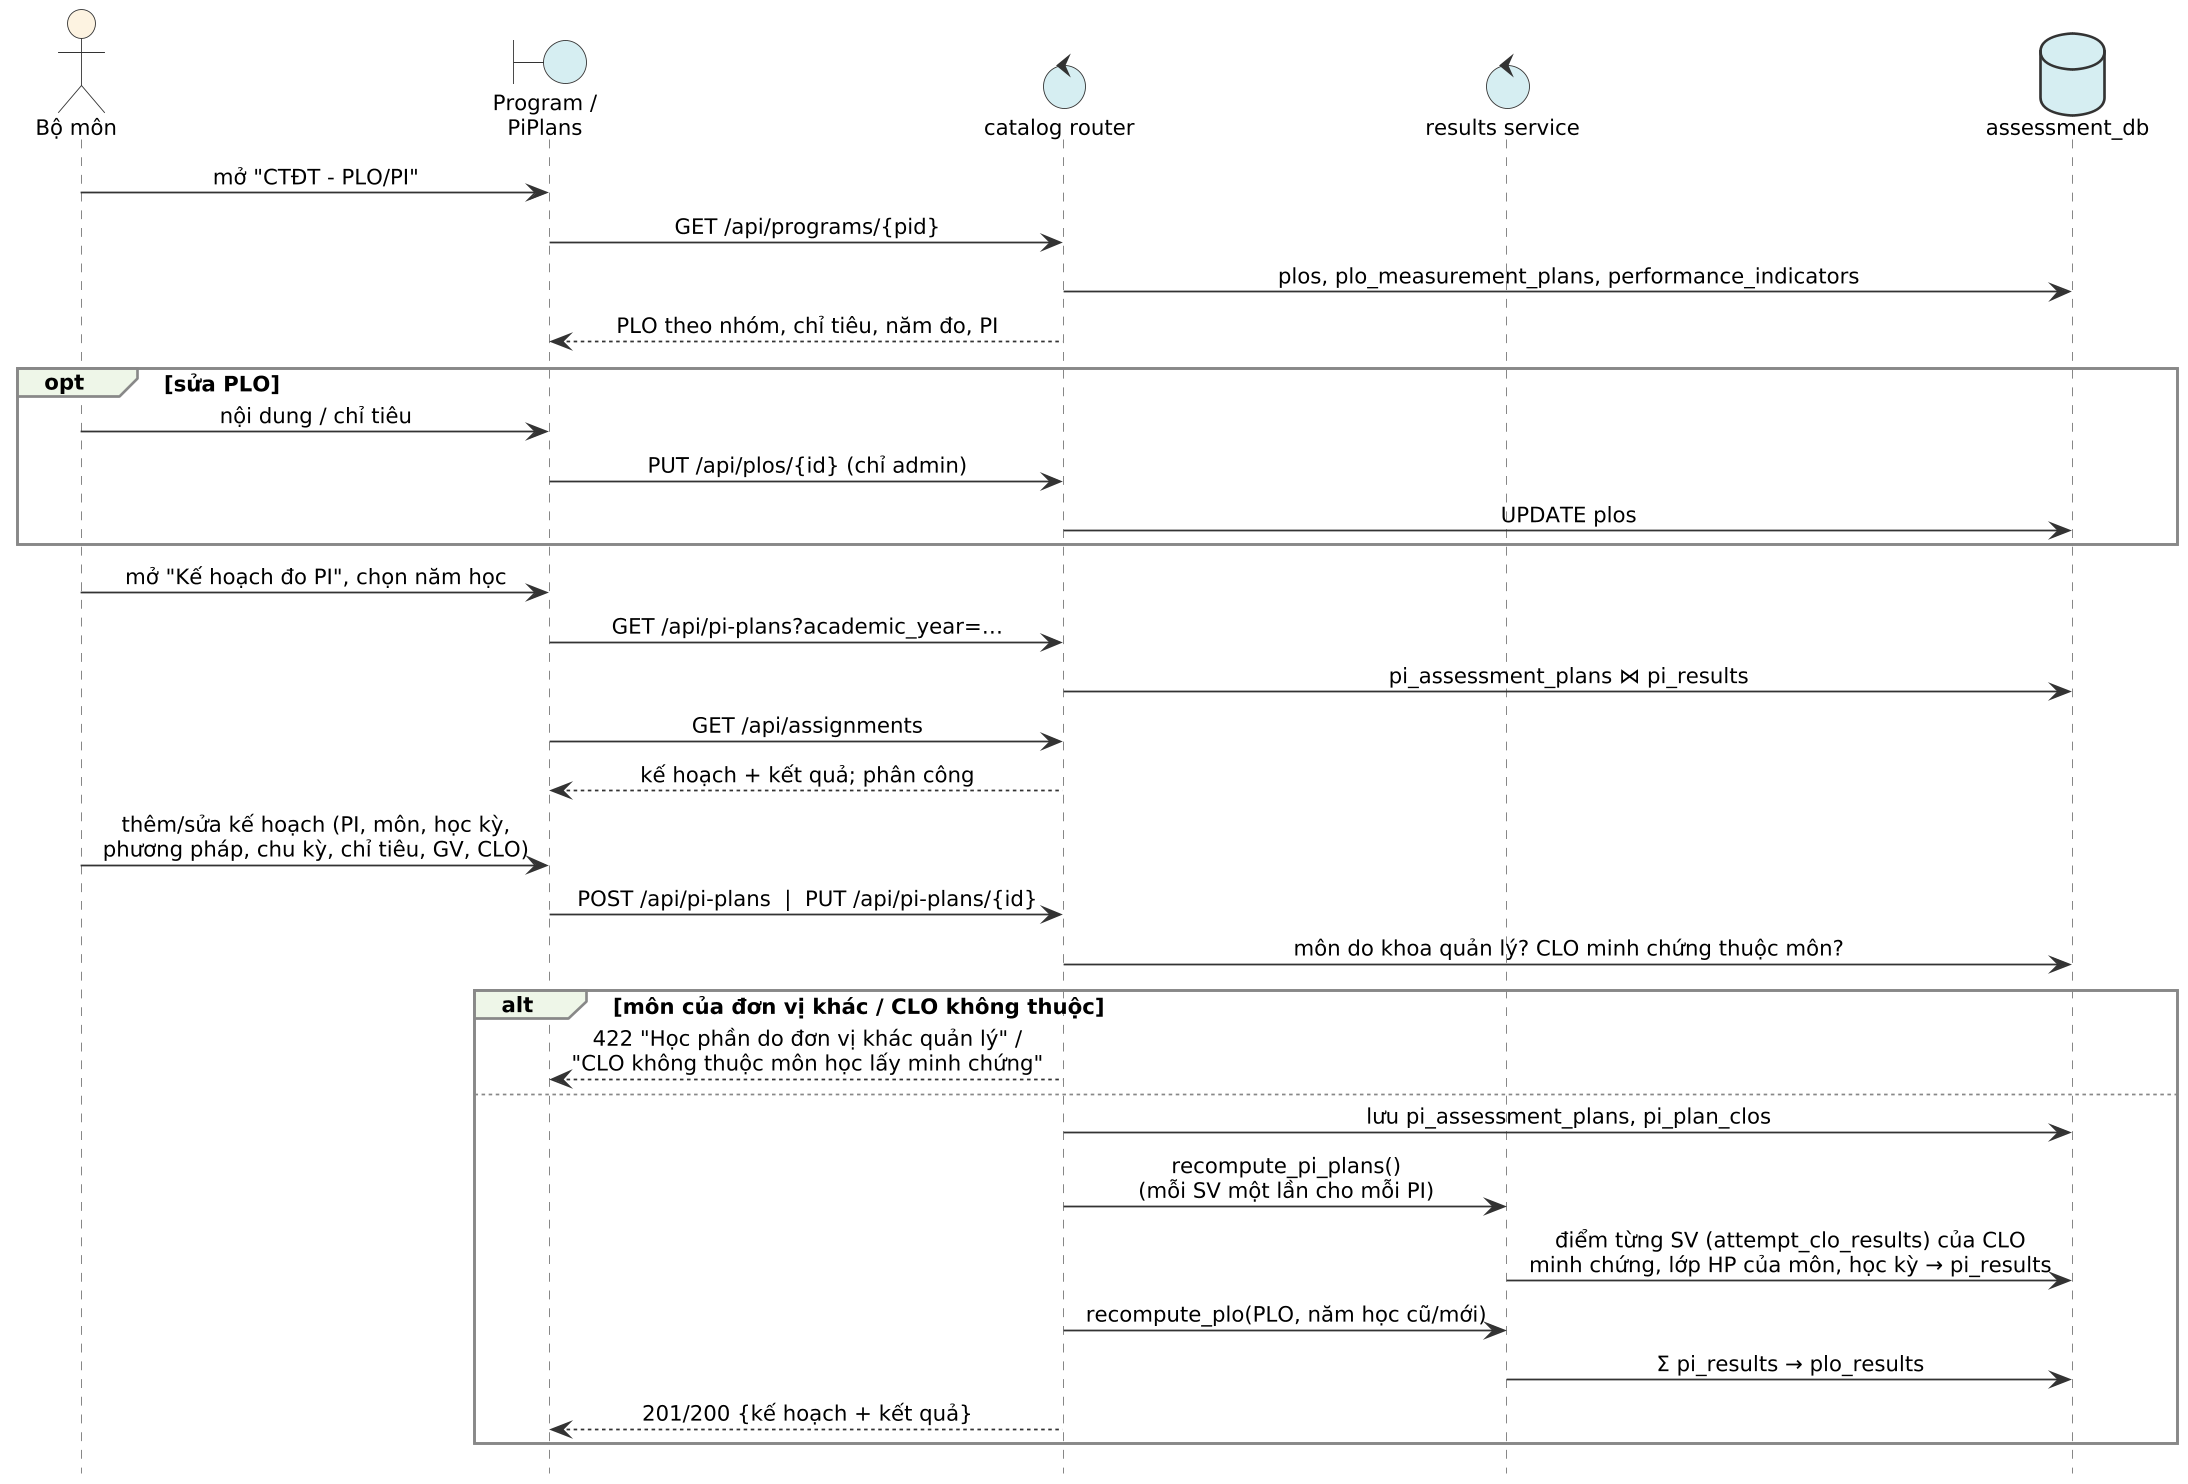 Bộ môn
Program /
PiPlans
catalog router
results service
assessment_db
mở "CTĐT - PLO/PI"
GET /api/programs/{pid}
plos, plo_measurement_plans, performance_indicators
PLO theo nhóm, chỉ tiêu, năm đo, PI
opt [sửa PLO]
nội dung / chỉ tiêu
PUT /api/plos/{id} (chỉ admin)
UPDATE plos
mở "Kế hoạch đo PI", chọn năm học
GET /api/pi-plans?academic_year=...
pi_assessment_plans ⋈ pi_results
GET /api/assignments
kế hoạch + kết quả; phân công
thêm/sửa kế hoạch (PI, môn, học kỳ,
phương pháp, chu kỳ, chỉ tiêu, GV, CLO)
POST /api/pi-plans | PUT /api/pi-plans/{id}
môn do khoa quản lý? CLO minh chứng thuộc môn?
alt [môn của đơn vị khác / CLO không thuộc]
422 "Học phần do đơn vị khác quản lý" /
"CLO không thuộc môn học lấy minh chứng"
lưu pi_assessment_plans, pi_plan_clos
recompute_pi_plans()
(mỗi SV một lần cho mỗi PI)
điểm từng SV (attempt_clo_results) của CLO
minh chứng, lớp HP của môn, học kỳ → pi_results
recompute_plo(PLO, năm học cũ/mới)
Σ pi_results → plo_results
201/200 {kế hoạch + kết quả}